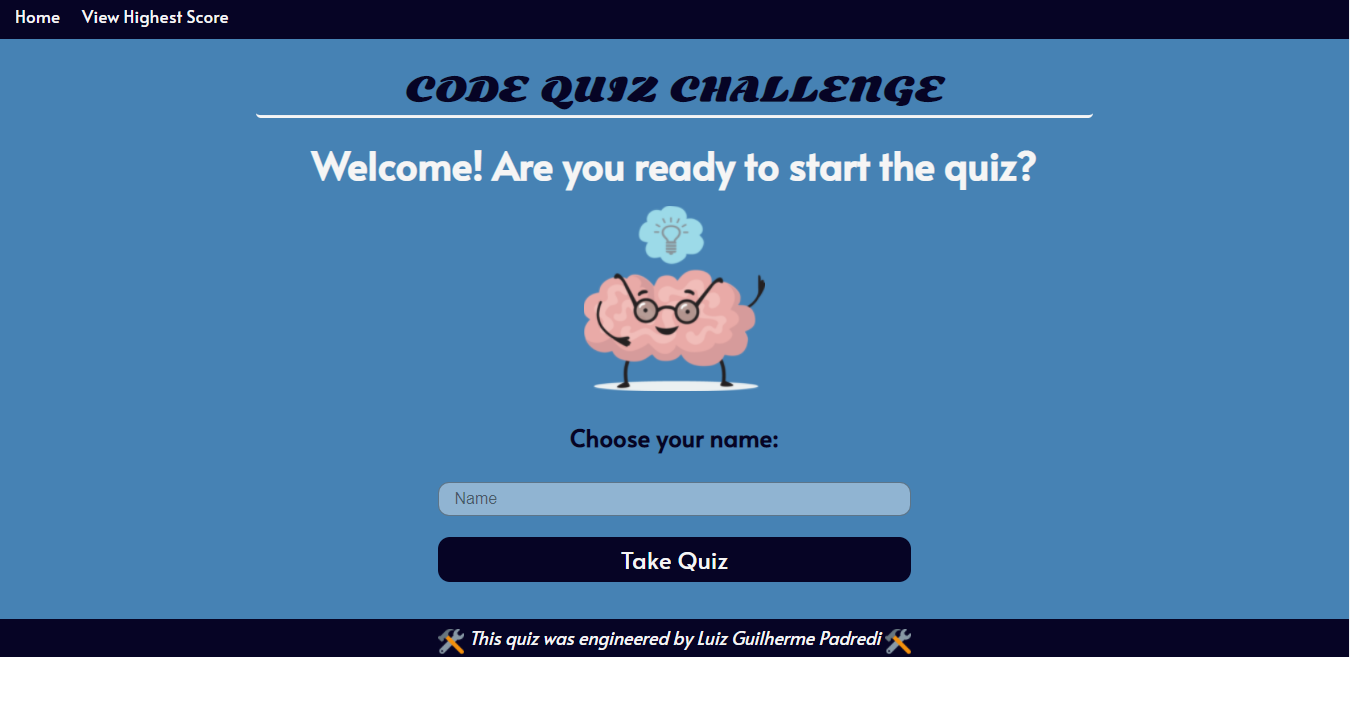 Home View Highest Score
CODE QUIZ CHALLENGE
Welcome! Are you ready to start the quiz?
Choose your name:
Name
Take Quiz
This quiz was engineered by Luiz Guilherme Padredi